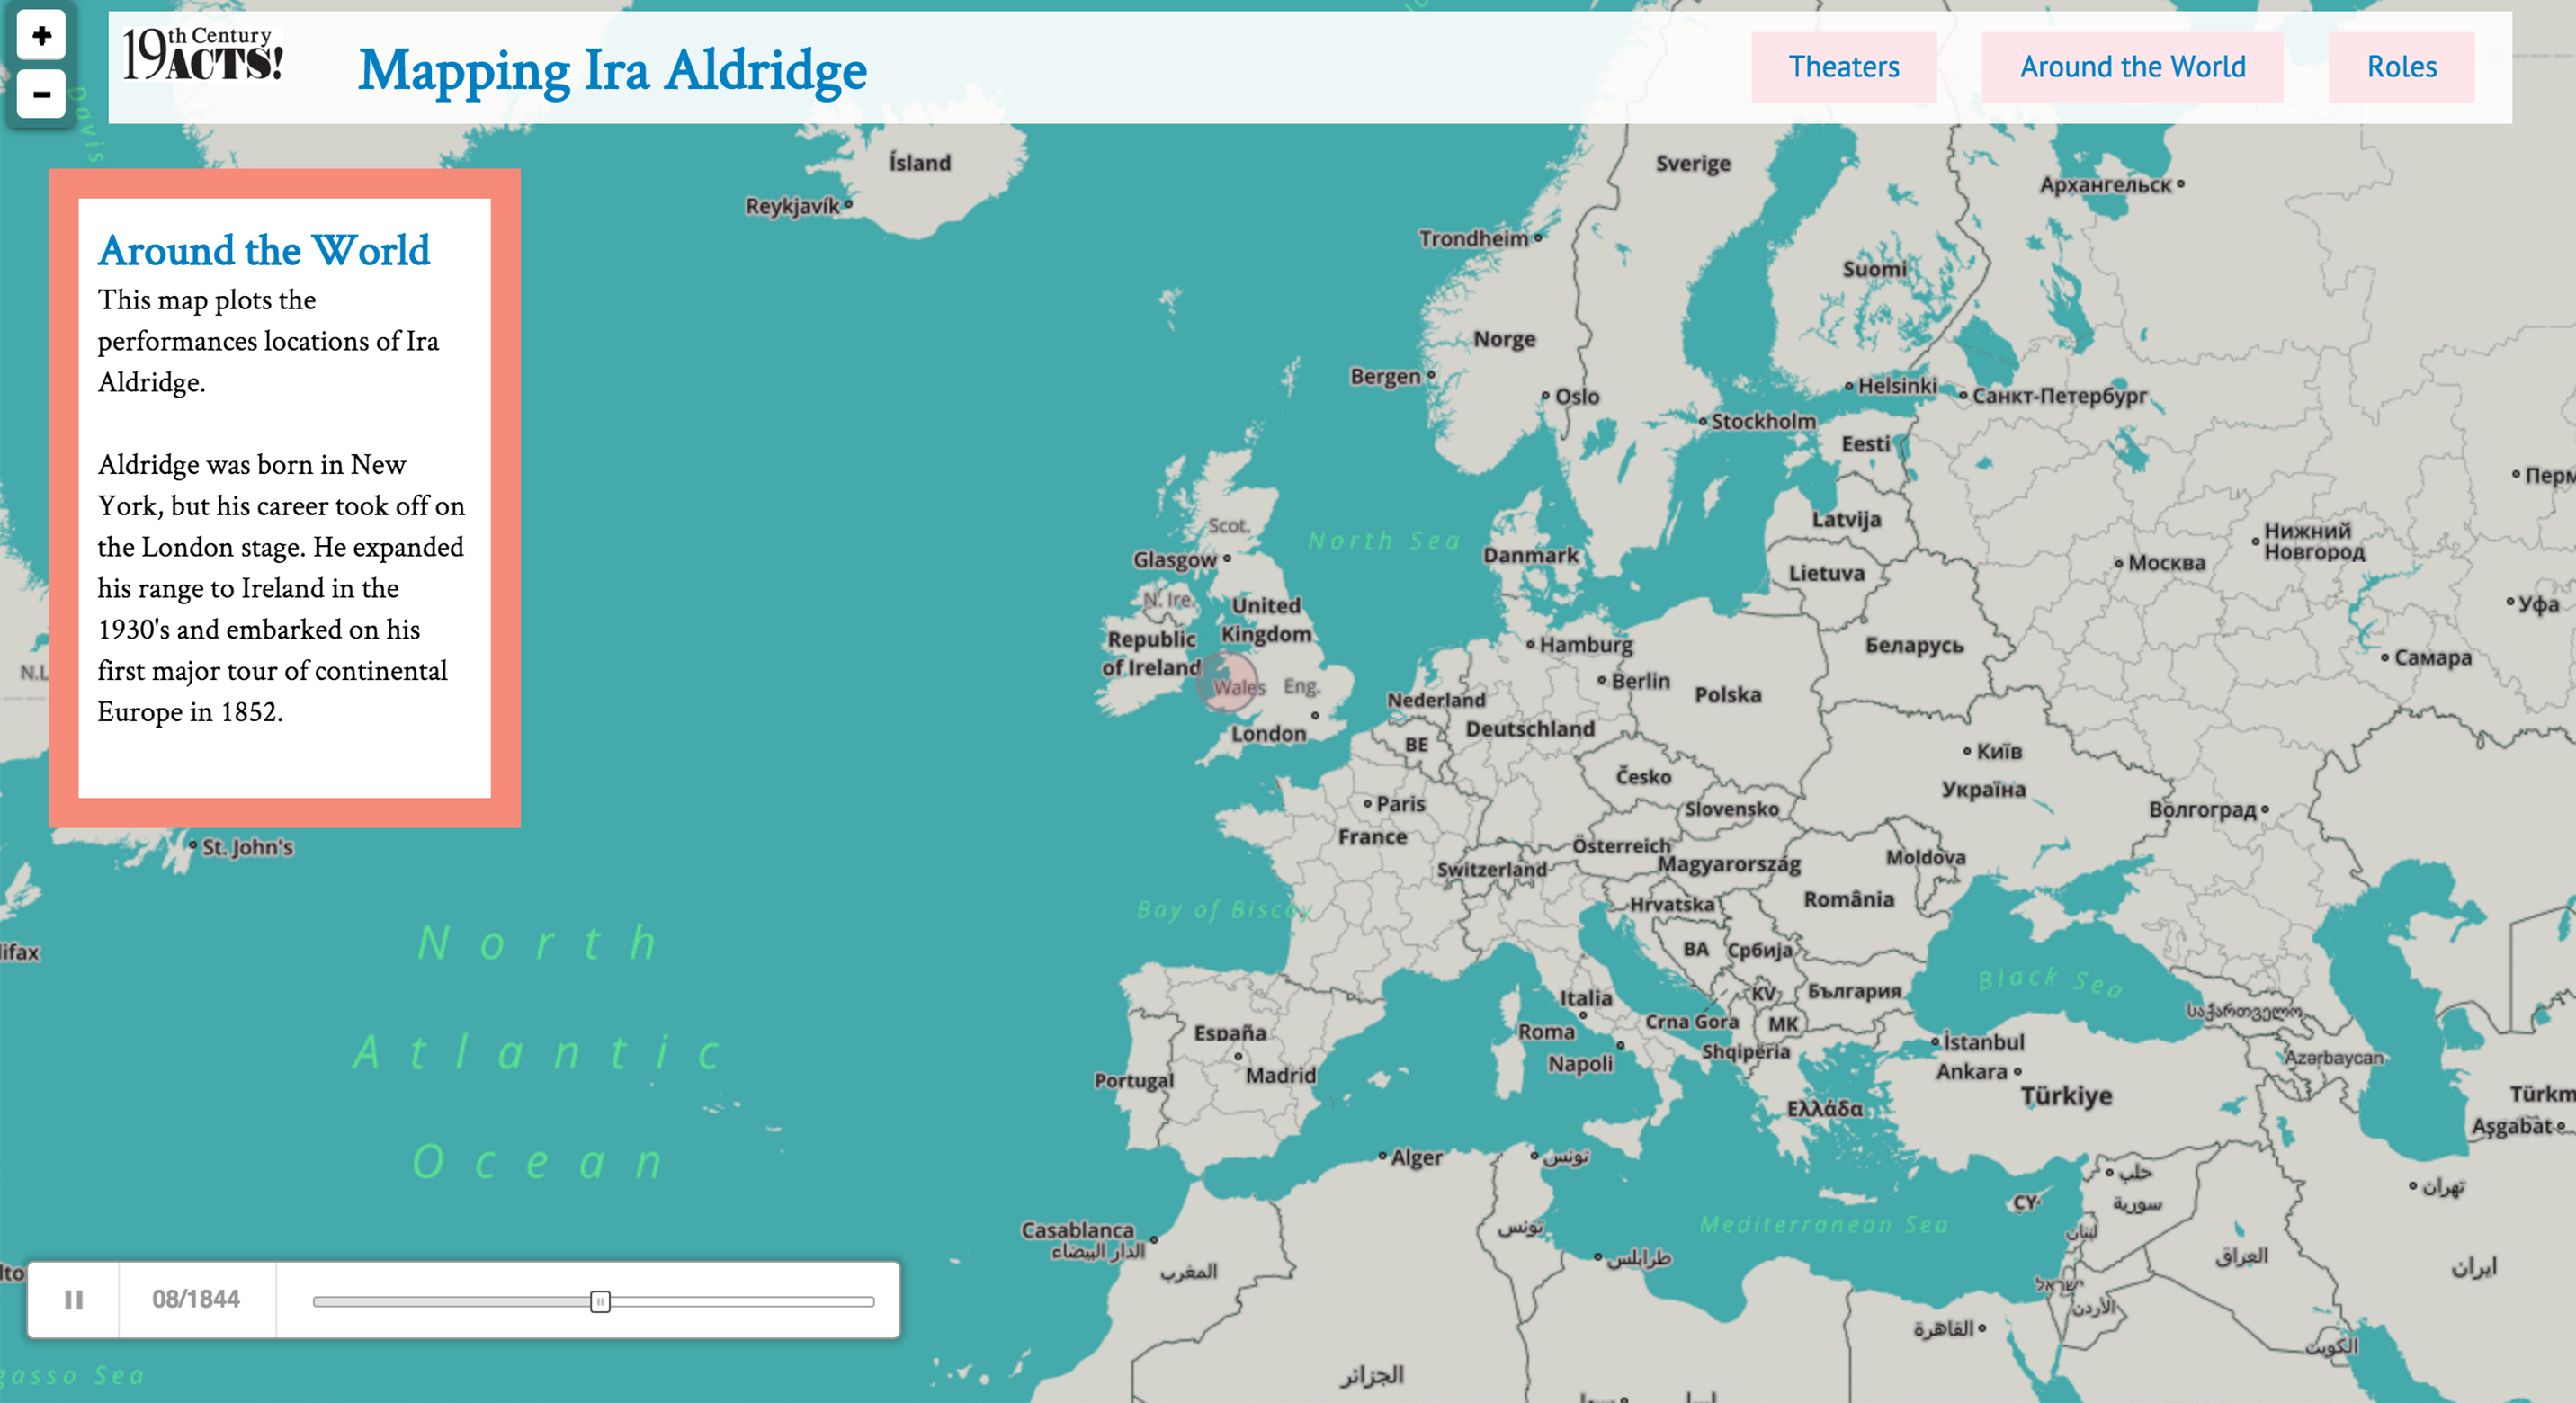 +
−
19th Century
ACTS!
Mapping Ira Aldridge
Theaters
Around the World
Roles
Davis
Ísland
Reykjavík
Sverige
Архангельск
Trondheim
Suomi
Norge
Bergen
Oslo
Helsinki
Санкт-Петербург
Stockholm
Eesti
Around the World
This map plots the
performances locations of Ira
Aldridge.
Aldridge was born in New
York, but his career took off on
the London stage. He expanded
his range to Ireland in the
1930's and embarked on his
first major tour of continental
Europe in 1852.
Перм
Scot.
North Sea
Latvija
Нижний
Новгород
Glasgow
Danmark
Москва
Lietuva
N. Ire.
United
Kingdom
Уфа
Republic
of Ireland
Hamburg
Беларусь
Самара
N.L
Wales
Eng.
Berlin
Polska
Nederland
London
BE
Deutschland
Київ
Česko
Україна
Paris
Slovensko
Волгоград
France
Österreich
St. John's
Switzerland
Magyarország
Moldova
România
Hrvatska
Bay of Biscay
North
Atlantic
Ocean
lifax
BA
Србија
Black Sea
KV
България
Italia
საქართველო
Roma
Crna Gora
MK
España
İstanbul
Napoli
Shqipëria
Azərbaycan
Madrid
Ankara
Portugal
Türkiye
Türkm
Ελλάδα
Aşgabat
Alger
تونس
حلب
تهران
CY
سورية
Casablanca
الدار البيضاء
تونس
Mediterranean Sea
لبنان
طرابلس
العراق
المغرب
ایران
lto
ישראל
08/1844
الأردن
القاهرة
الكويت
gasso Sea
الجزائر